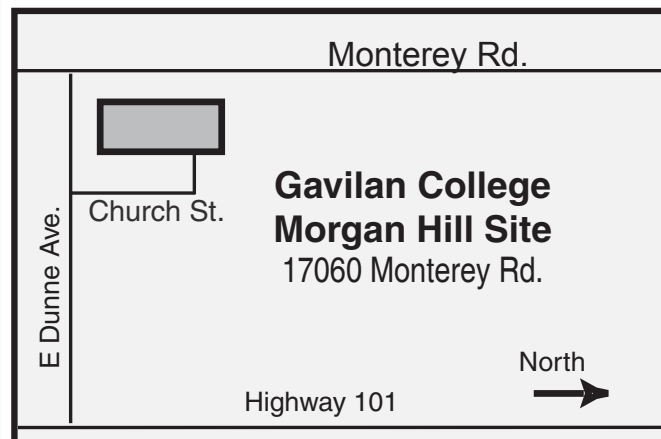 Monterey Rd.
Church St.
E Dunne Ave.
Gavilan College
Morgan Hill Site
17060 Monterey Rd.
North
Highway 101